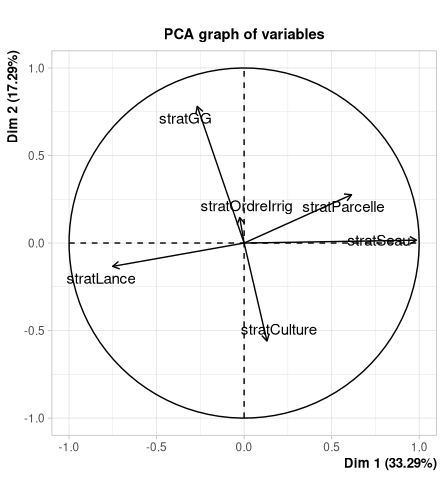 PCA graph of variables
Dim 2 (17.29%)
1.0
0.5
0.0
-0.5
-1.0
stratGG
stratOrdreIrrig
stratParcelle
stratSeau
stratLance
stratCulture
-1.0
-0.5
0.0
0.5
1.0
Dim 1 (33.29%)